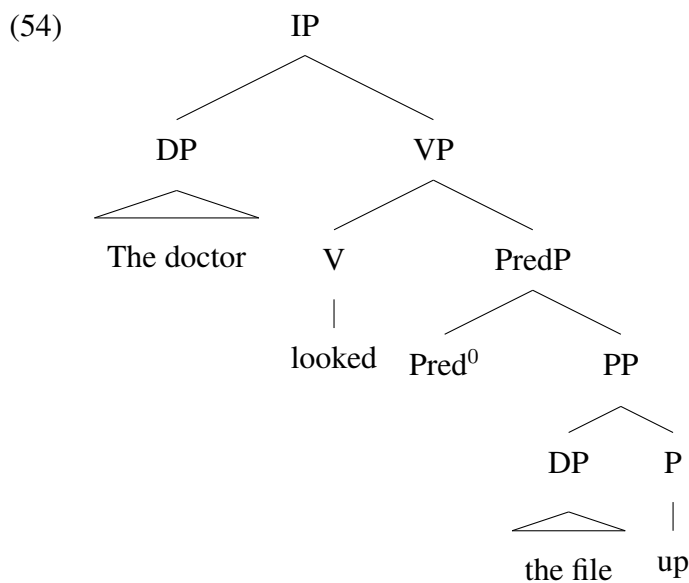 (54) IP
DP VP
The doctor V PredP
looked Pred⁰ PP
DP P
the file up